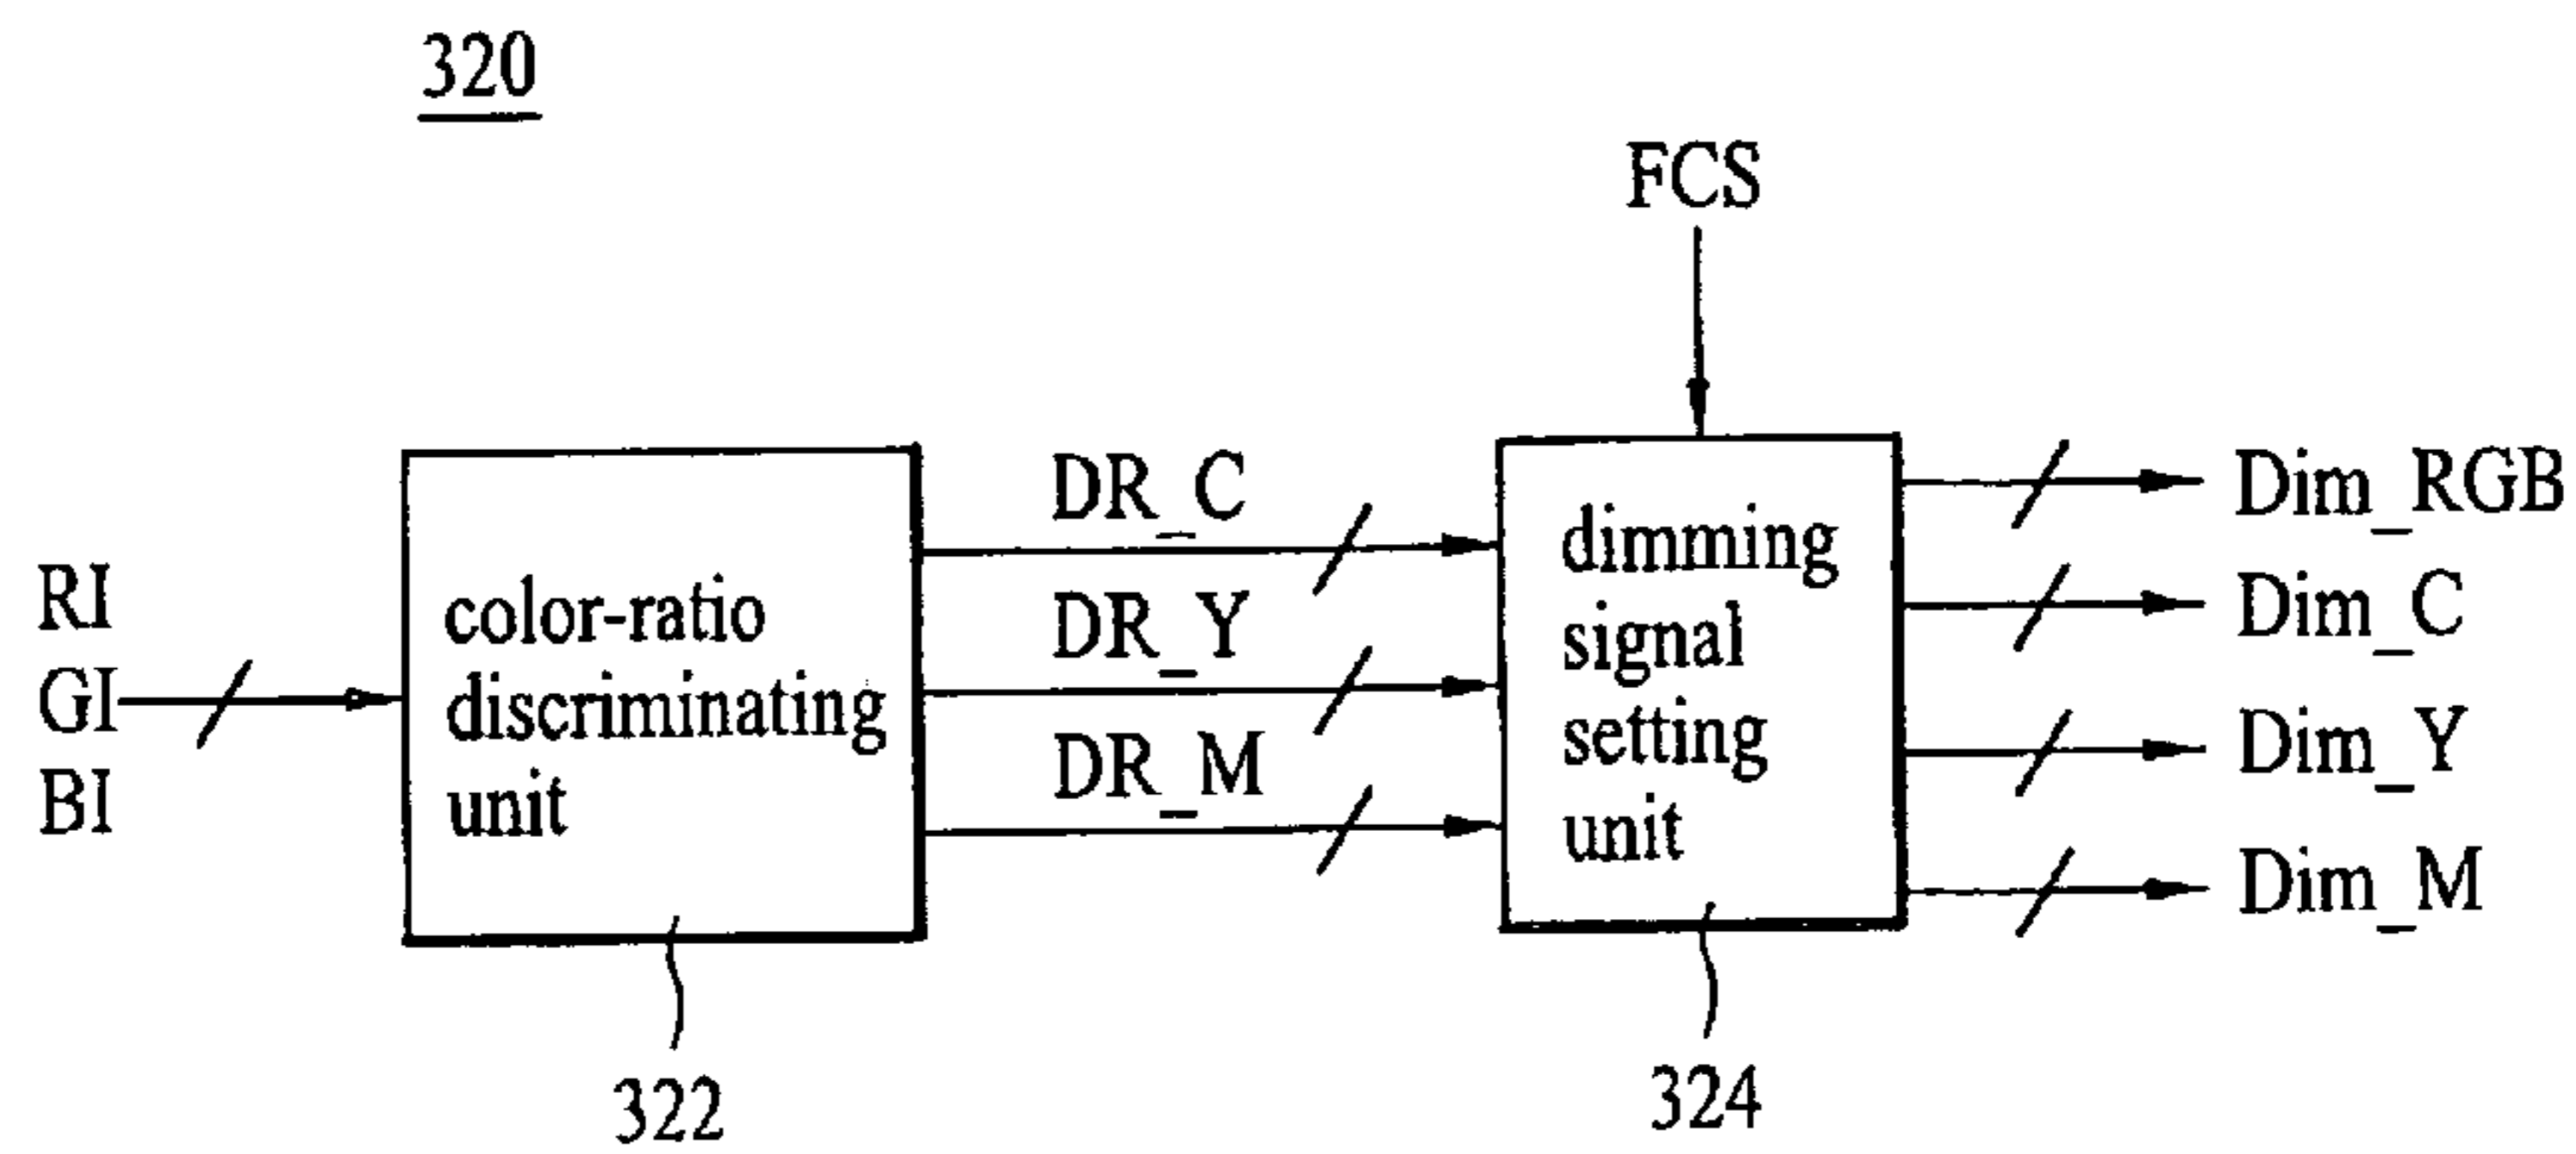 320
FCS
RI
GI
BI
color-ratio
discriminating
unit
DR_C
DR_Y
DR_M
dimming
signal
setting
unit
Dim_RGB
Dim_C
Dim_Y
Dim_M
322
324